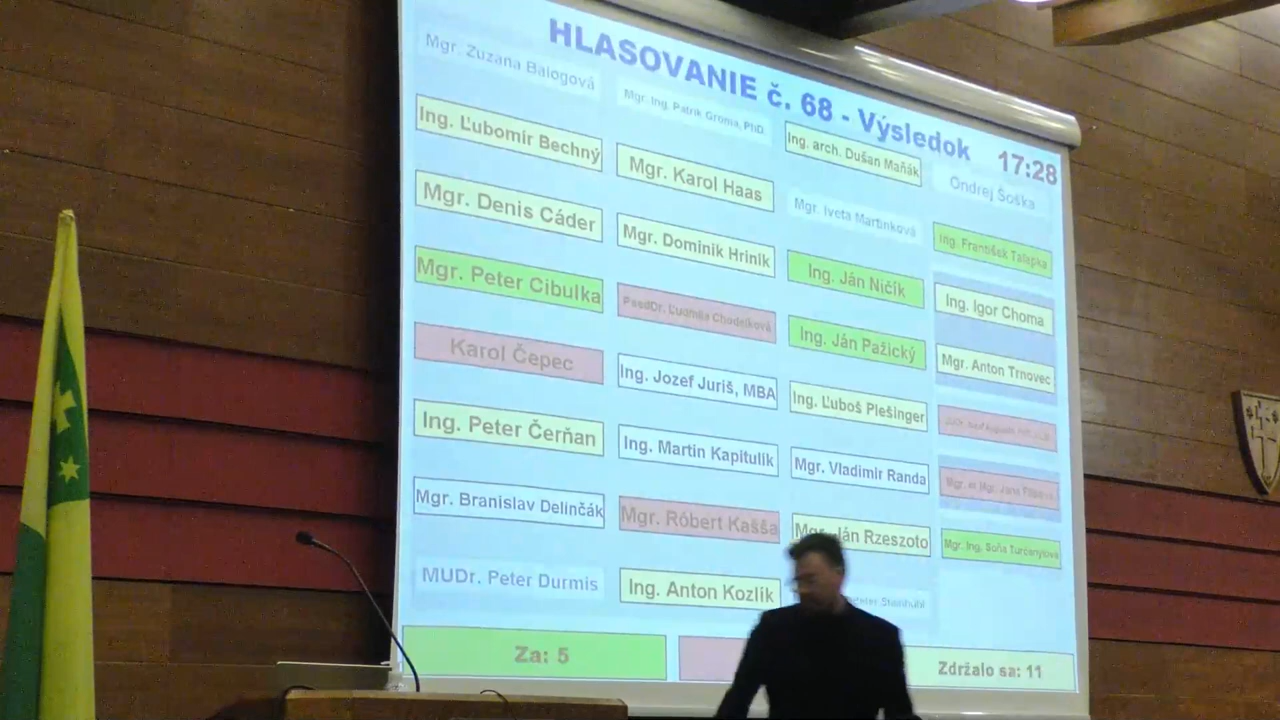 HLASOVANIE č. 68 - Výsledok
17:28
Mgr. Zuzana Balogová
Ing. Ľubomír Bechný
Mgr. Denis Cáder
Mgr. Peter Cibulka
Karol Čepec
Ing. Peter Čerňan
Mgr. Branislav Delinčák
MUDr. Peter Durmis
Mgr. Ing. Patrik Groma, PhD.
Mgr. Karol Haas
Mgr. Dominik Hriník
PaedDr. Ľudmila Chodelková
Ing. Jozef Juriš, MBA
Ing. Martin Kapitulík
Mgr. Róbert Kašša
Ing. Anton Kozlík
Ing. arch. Dušan Maňák
Mgr. Iveta Martinková
Ing. Ján Ničík
Ing. Ján Pažický
Ing. Ľuboš Plešinger
Mgr. Vladimír Randa
Mgr. Ján Rzeszoto
Steinhübl
Ondrej Šoška
Ing. František Tallapka
Ing. Igor Choma
Mgr. Anton Trnovec
Mgr. Ing. Soňa Turčanyiová
Za: 5
Zdržalo sa: 11